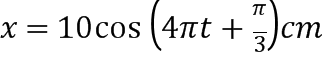 x = 10cos (4πt + π/3) cm